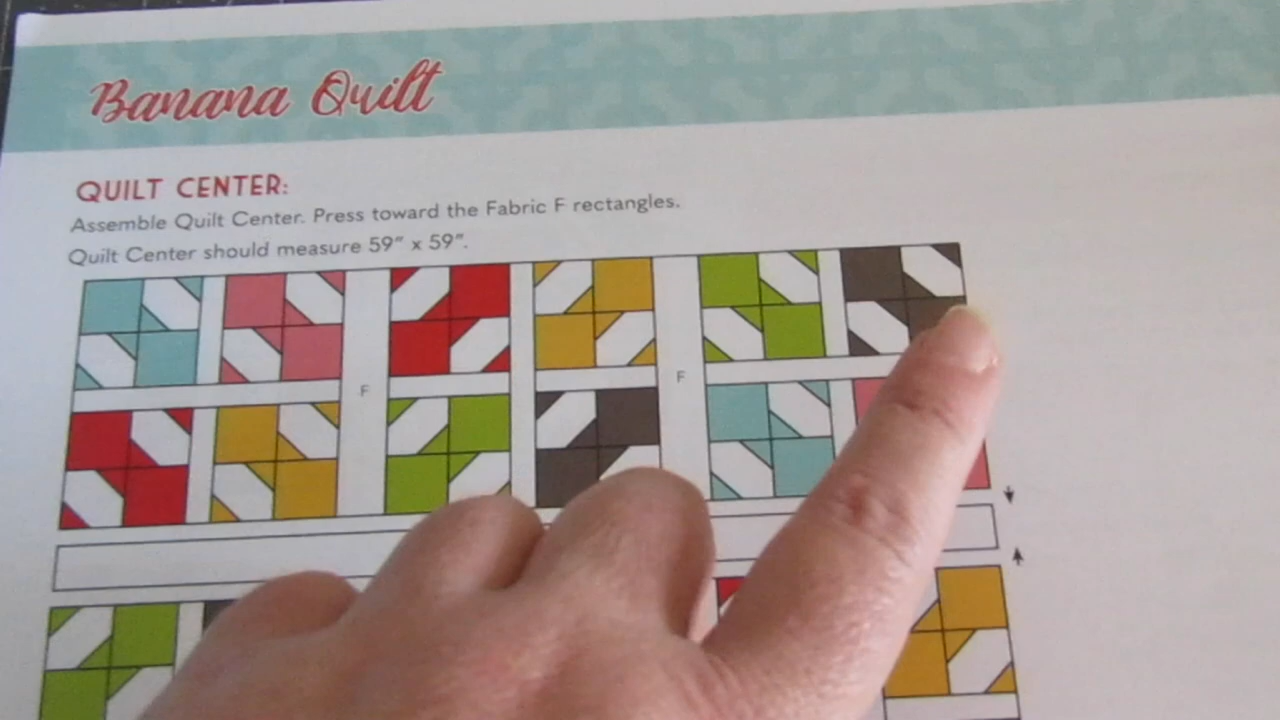 Banana Quilt
QUILT CENTER:
Assemble Quilt Center. Press toward the Fabric F rectangles.
Quilt Center should measure 59" x 59".
F
F